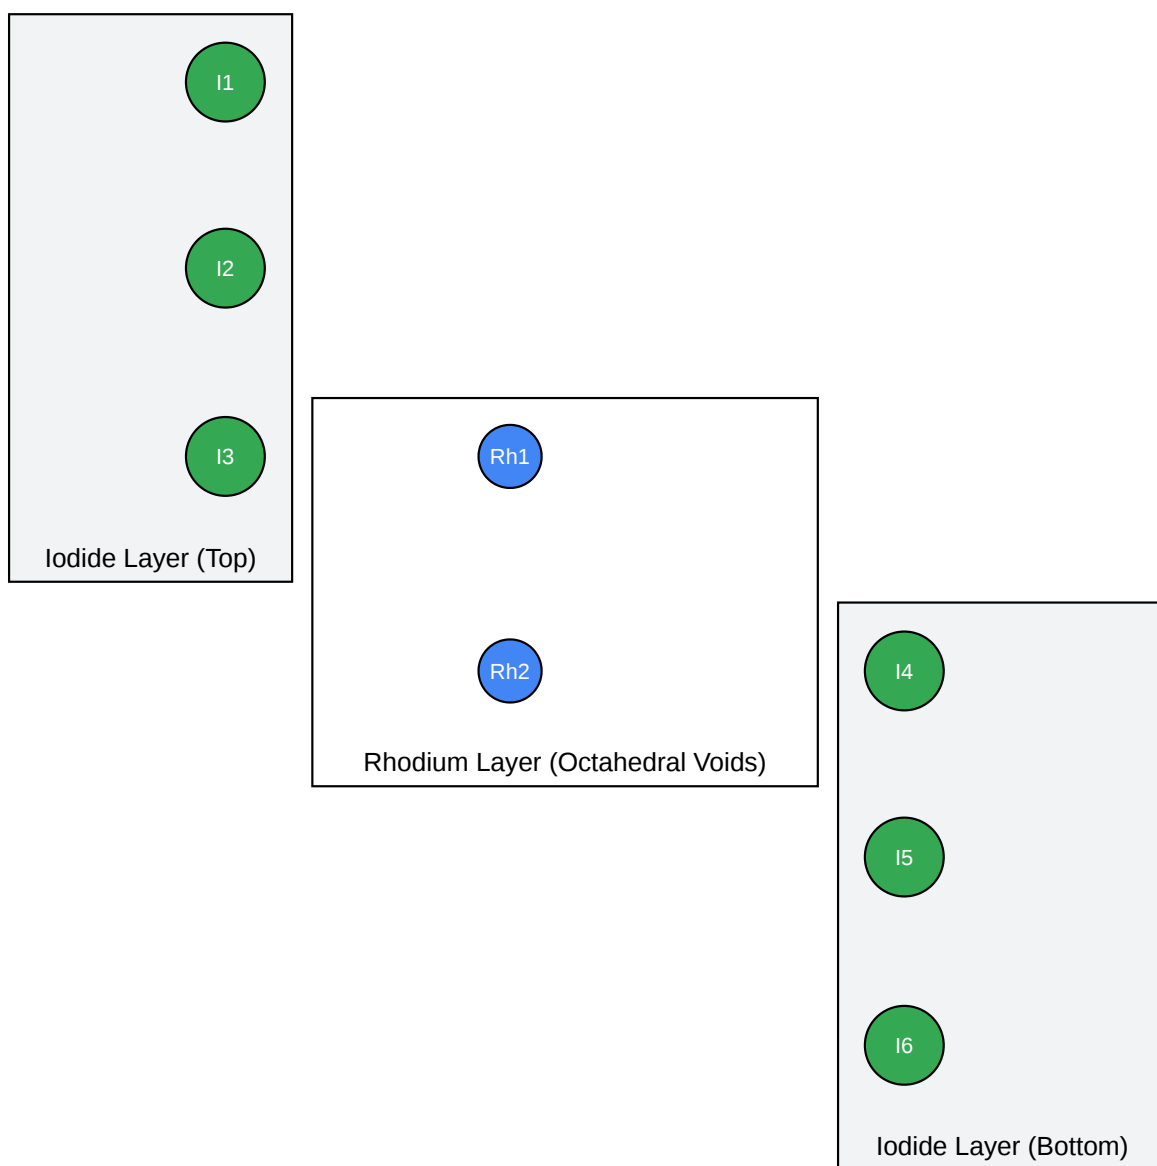 I1
I2
I3
Iodide Layer (Top)
Rh1
Rh2
Rhodium Layer (Octahedral Voids)
I4
I5
I6
Iodide Layer (Bottom)